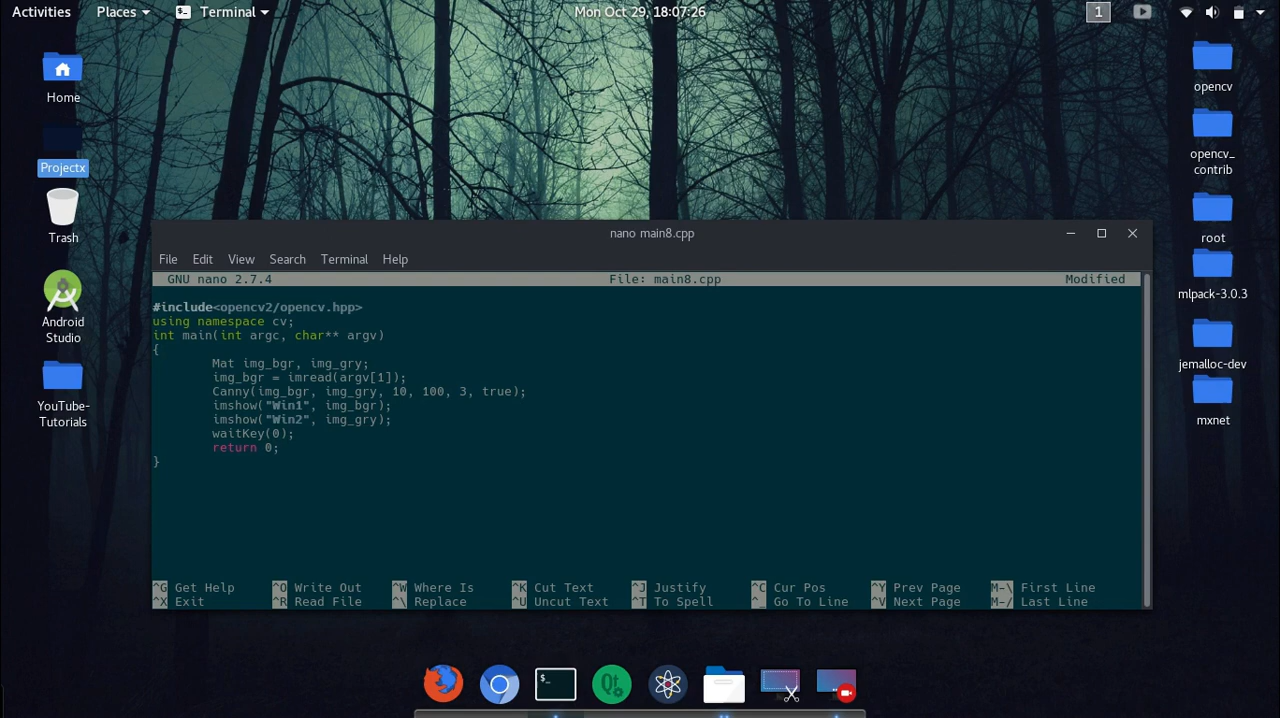 Activities Places Terminal Mon Oct 29, 18:07:26 1
Home
Projectx
Trash
Android
Studio
YouTube-
Tutorials
nano main8.cpp
File Edit View Search Terminal Help
GNU nano 2.7.4 File: main8.cpp Modified
#include<opencv2/opencv.hpp>
using namespace cv;
int main(int argc, char** argv)
{
Mat img_bgr, img_gry;
img_bgr = imread(argv[1]);
Canny(img_bgr, img_gry, 10, 100, 3, true);
imshow("Win1", img_bgr);
imshow("Win2", img_gry);
waitKey(0);
return 0;
}
^G Get Help ^O Write Out ^W Where Is ^K Cut Text ^J Justify ^C Cur Pos ^Y Prev Page M-\ First Line
^X Exit ^R Read File ^\ Replace ^U Uncut Text ^T To Spell ^_ Go To Line ^V Next Page M-/ Last Line
opencv
opencv_
contrib
root
mlpack-3.0.3
jemalloc-dev
mxnet
$_
Qt